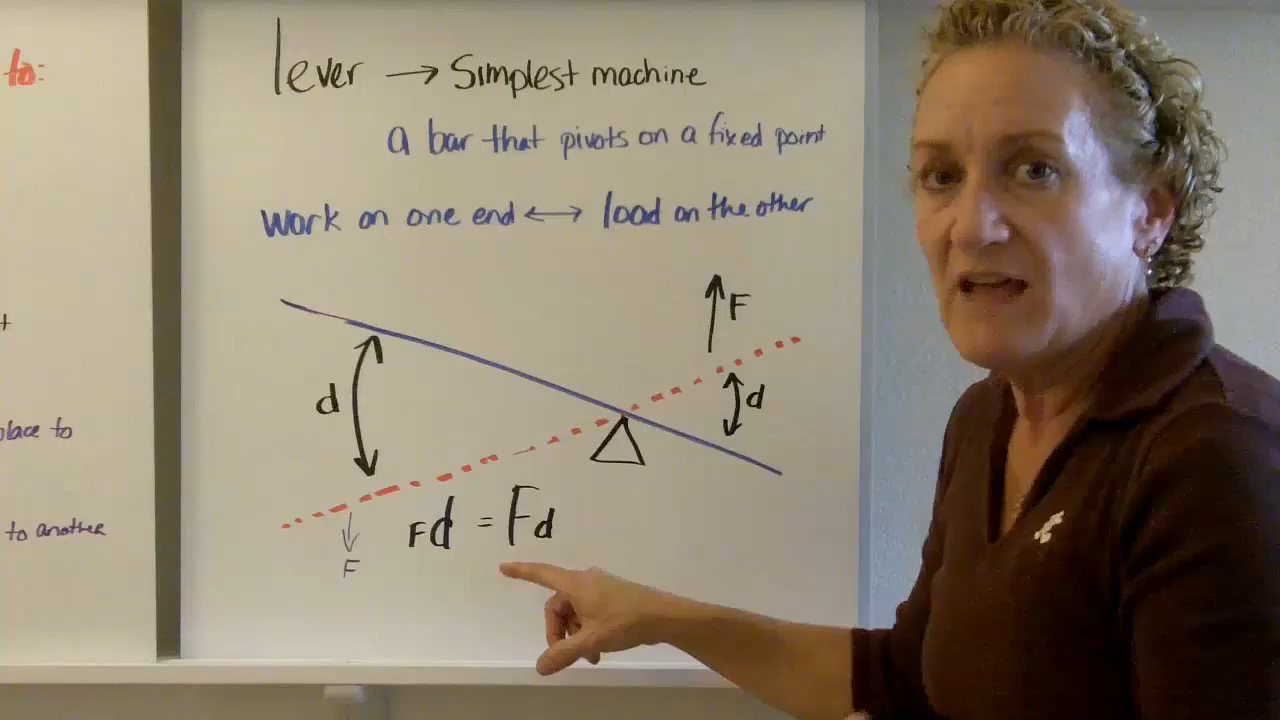 to:
place to
to another
lever → Simplest machine
a bar that pivots on a fixed point
work on one end ↔ load on the other
F
d
d
F
Fd = Fd